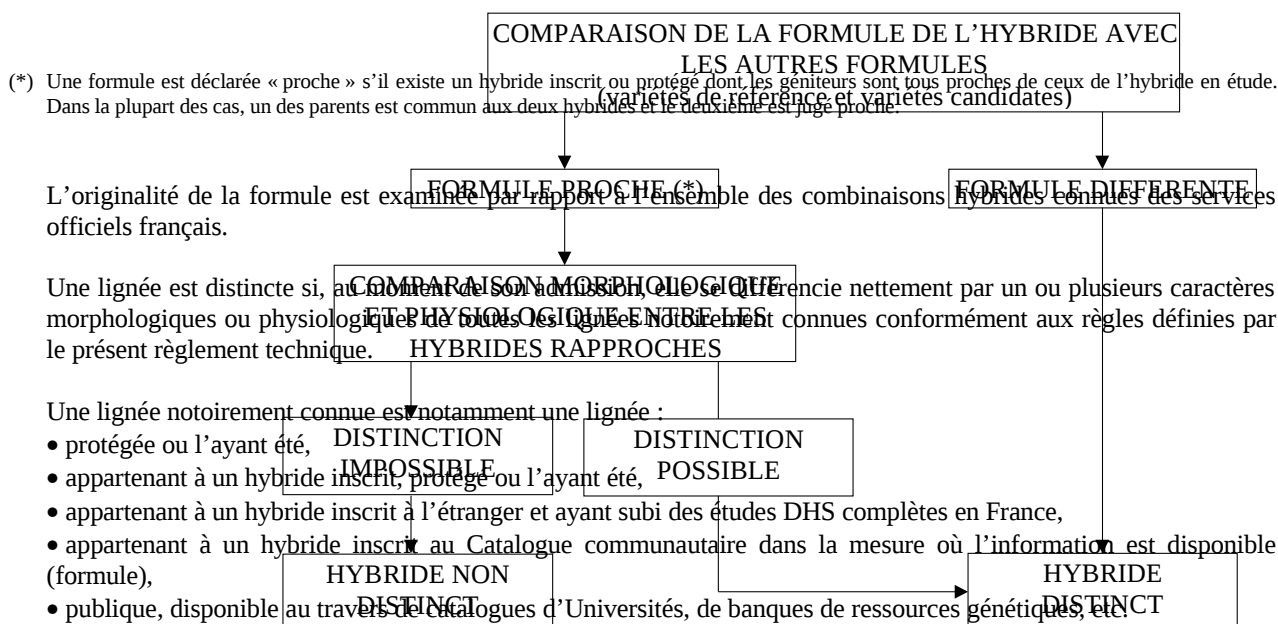 COMPARAISON DE LA FORMULE DE L’HYBRIDE AVEC
LES AUTRES FORMULES
(variétés de référence et variétés candidates)
(*) Une formule est déclarée « proche » s’il existe un hybride inscrit ou protégé dont les géniteurs sont tous proches de ceux de l’hybride en étude.
Dans la plupart des cas, un des parents est commun aux deux hybrides et le deuxième est jugé proche.
FORMULE PROCHE (*)
FORMULE DIFFERENTE
L’originalité de la formule est examinée par rapport à l’ensemble des combinaisons hybrides connues des services
officiels français.
COMPARAISON MORPHOLOGIQUE
ET PHYSIOLOGIQUE ENTRE LES
HYBRIDES RAPPROCHES
Une lignée est distincte si, au moment de son admission, elle se différencie nettement par un ou plusieurs caractères
morphologiques ou physiologiques de toutes les lignées notoirement connues conformément aux règles définies par
le présent règlement technique.
Une lignée notoirement connue est notamment une lignée :
DISTINCTION
IMPOSSIBLE
DISTINCTION
POSSIBLE
• protégée ou l’ayant été,
• appartenant à un hybride inscrit, protégé ou l’ayant été,
• appartenant à un hybride inscrit à l’étranger et ayant subi des études DHS complètes en France,
• appartenant à un hybride inscrit au Catalogue communautaire dans la mesure où l’information est disponible
(formule),
HYBRIDE NON
DISTINCT
HYBRIDE
DISTINCT
• publique, disponible au travers de catalogues d’Universités, de banques de ressources génétiques, etc.